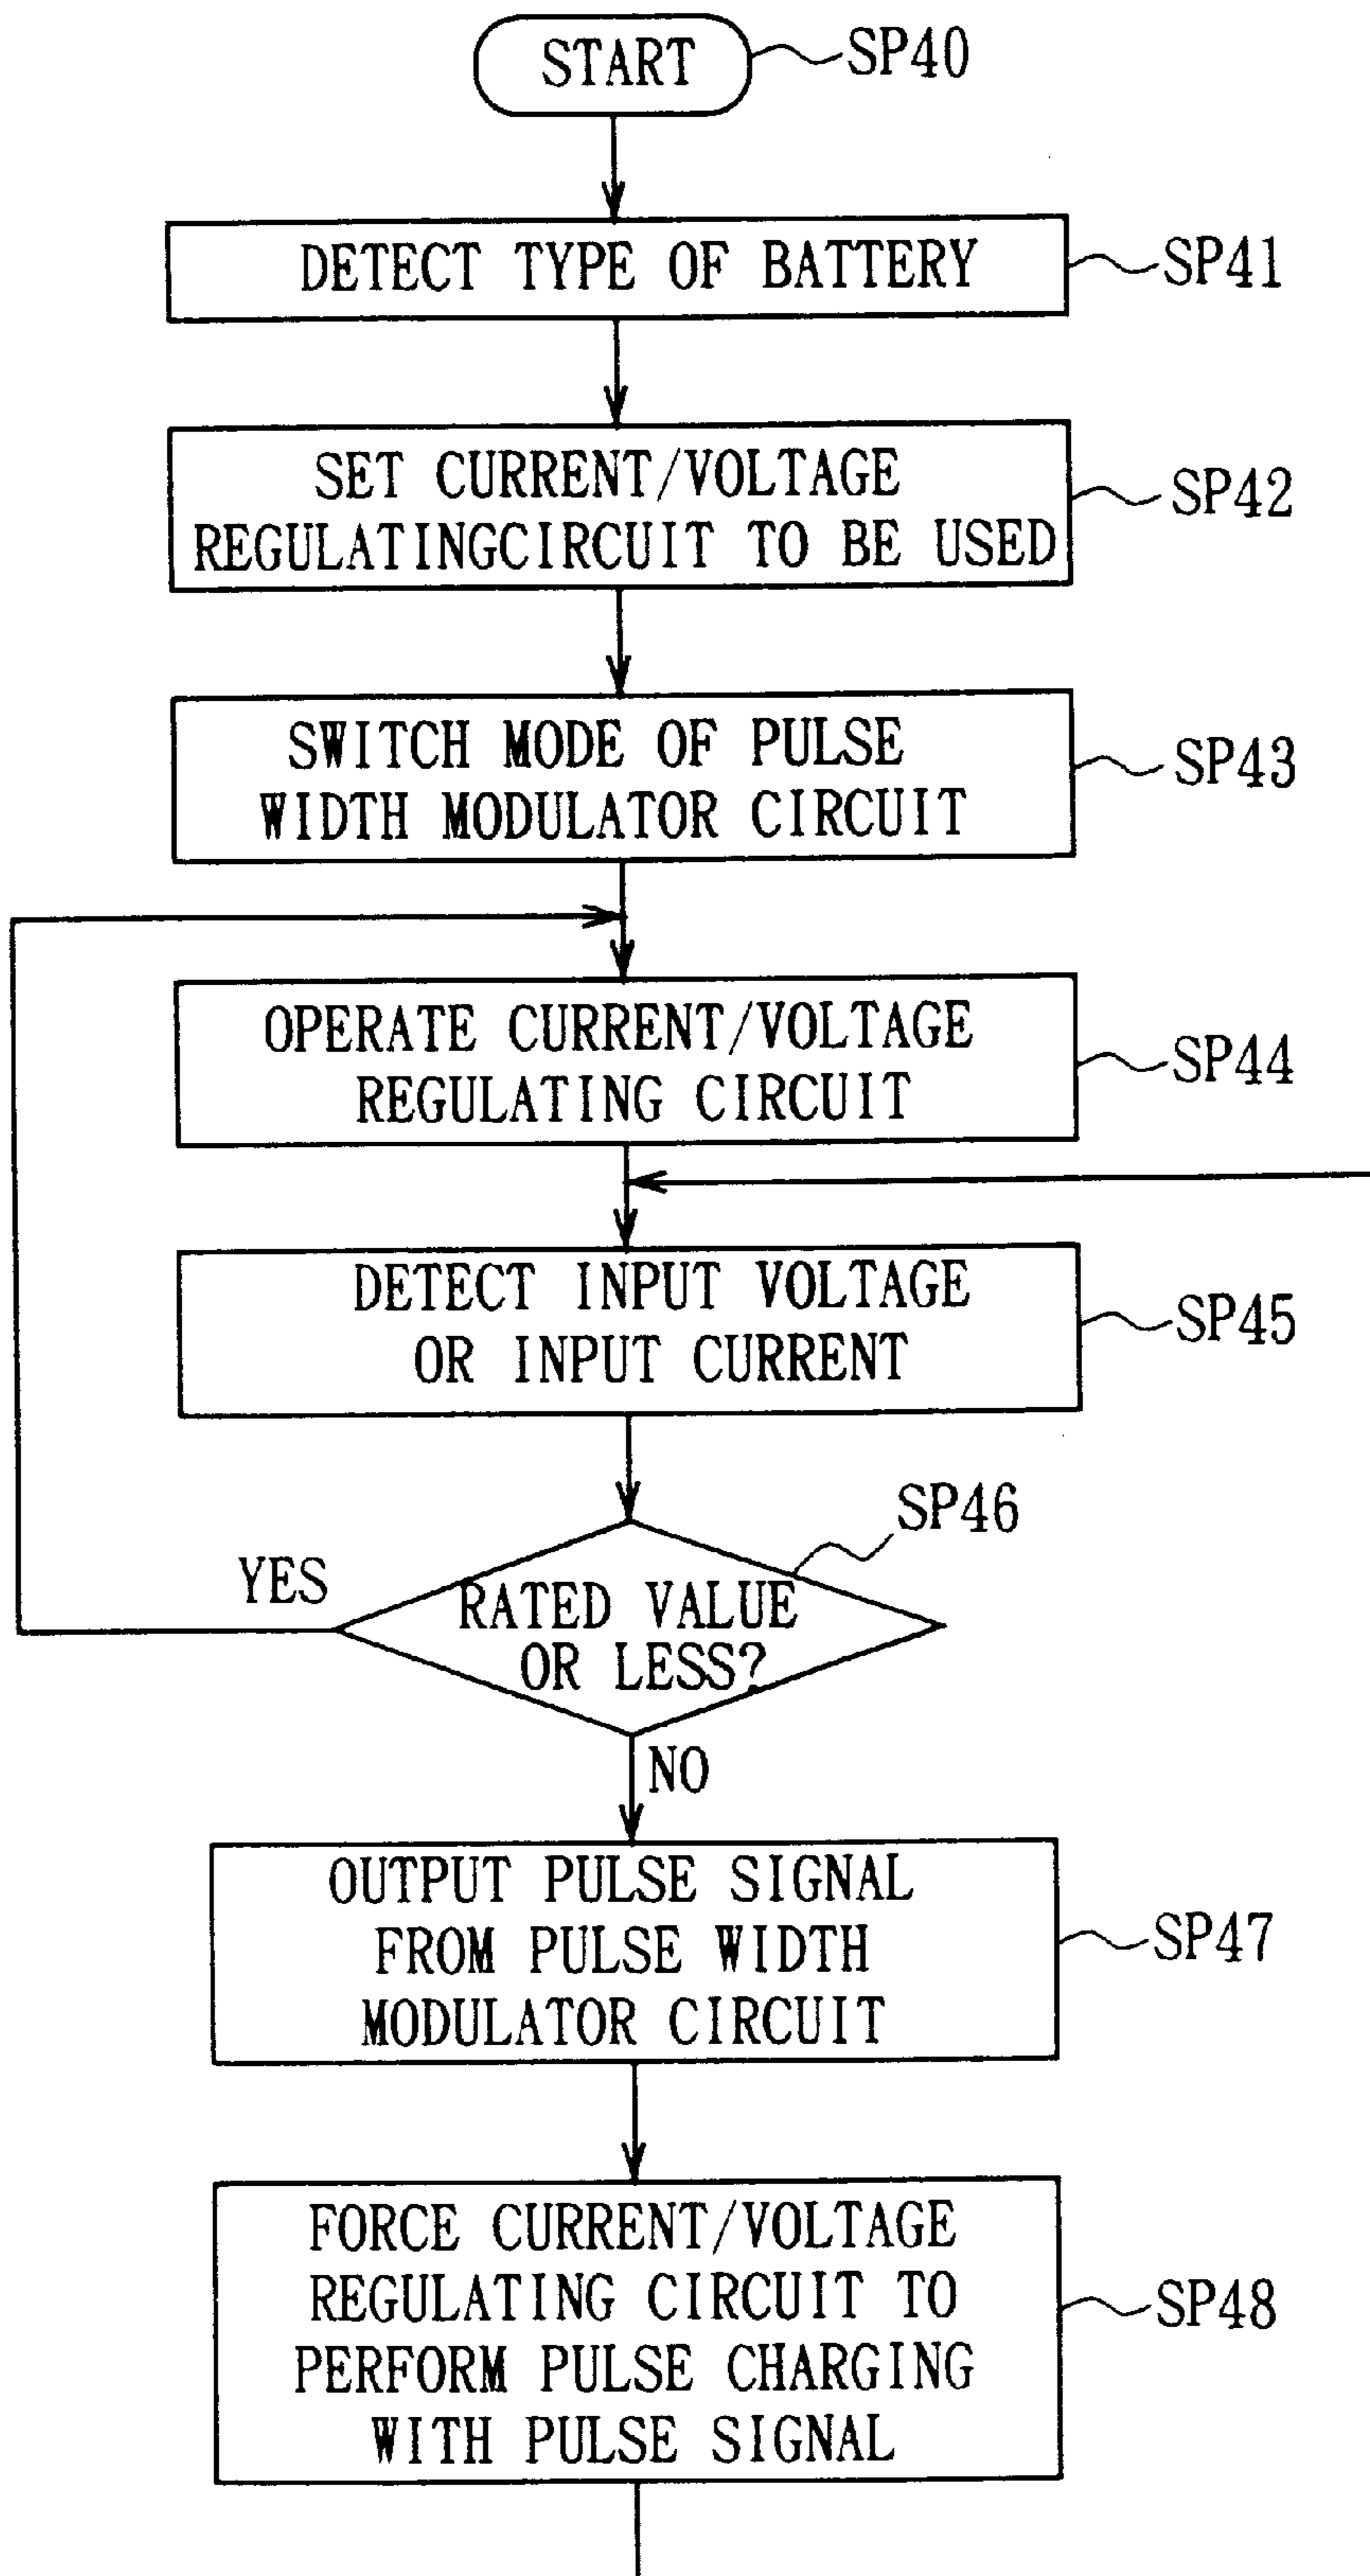 START
SP40
DETECT TYPE OF BATTERY
SP41
SET CURRENT/VOLTAGE
REGULATINGCIRCUIT TO BE USED
SP42
SWITCH MODE OF PULSE
WIDTH MODULATOR CIRCUIT
SP43
OPERATE CURRENT/VOLTAGE
REGULATING CIRCUIT
SP44
DETECT INPUT VOLTAGE
OR INPUT CURRENT
SP45
SP46
YES
RATED VALUE
OR LESS?
NO
OUTPUT PULSE SIGNAL
FROM PULSE WIDTH
MODULATOR CIRCUIT
SP47
FORCE CURRENT/VOLTAGE
REGULATING CIRCUIT TO
PERFORM PULSE CHARGING
WITH PULSE SIGNAL
SP48